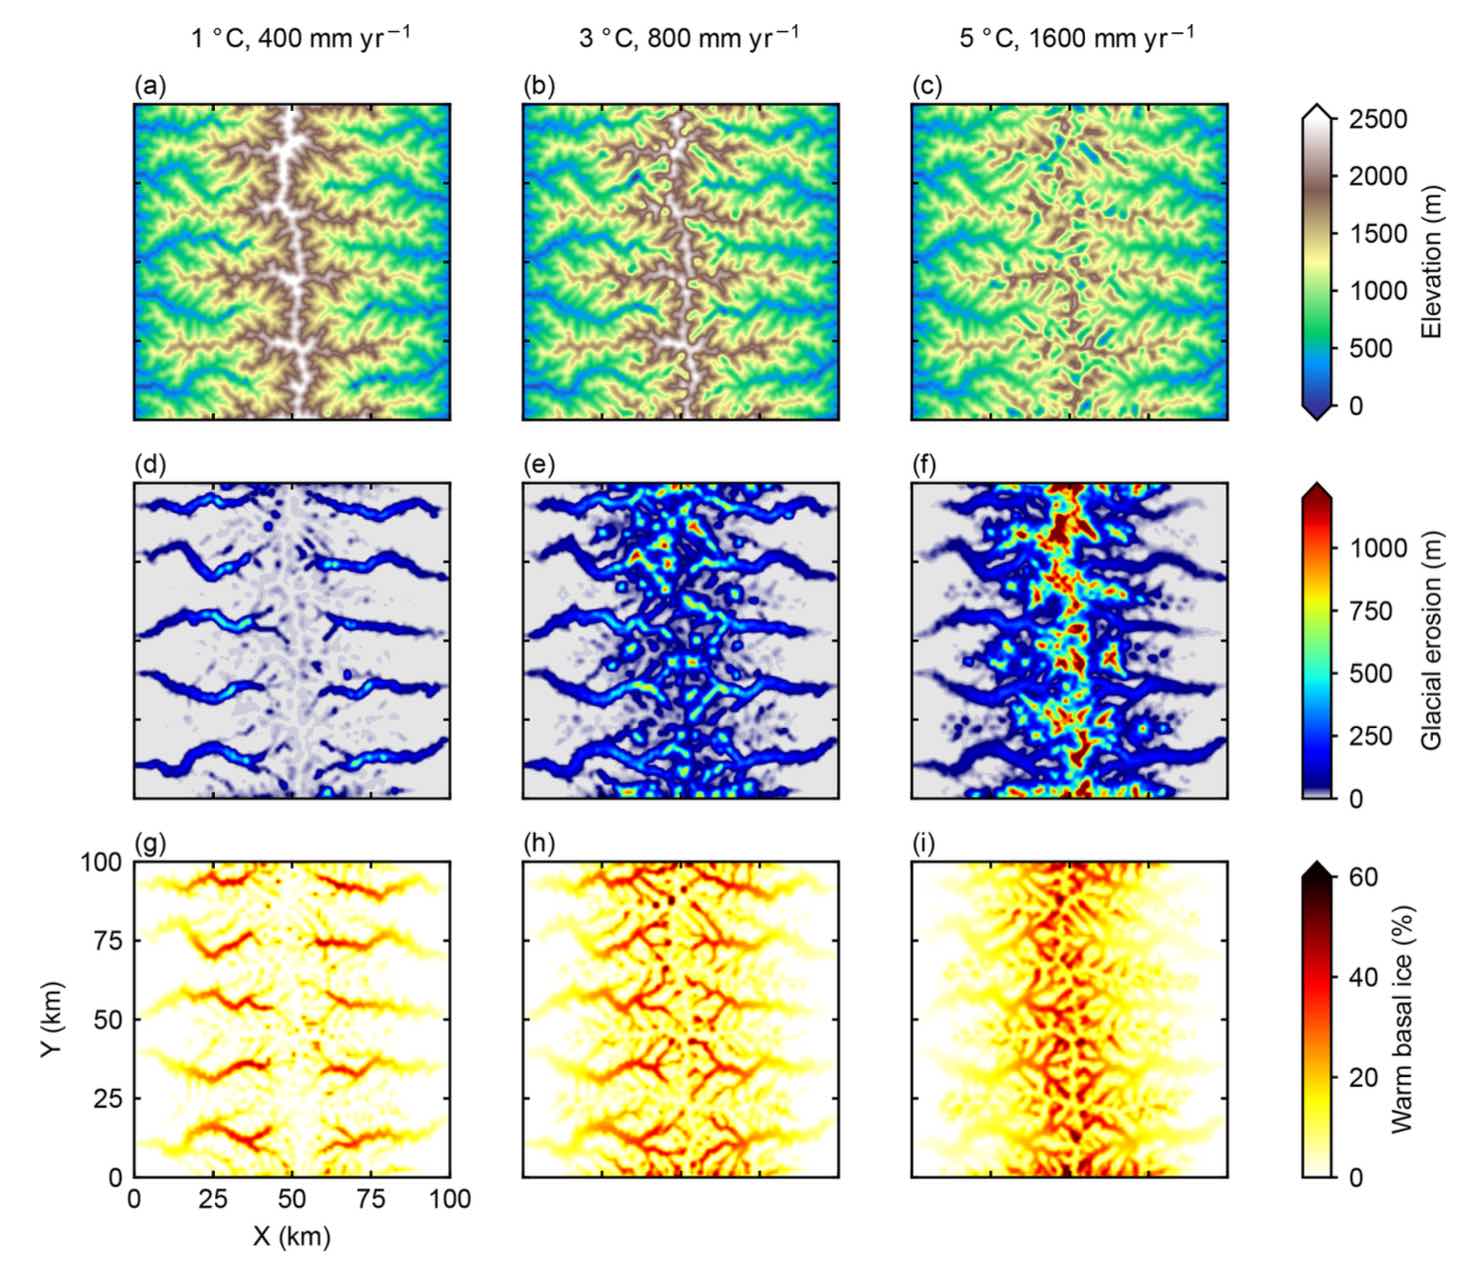 1 °C, 400 mm yr⁻¹ 3 °C, 800 mm yr⁻¹ 5 °C, 1600 mm yr⁻¹
(a) (b) (c)
2500
2000
1500
1000
500
0
Elevation (m)
(d) (e) (f)
1000
750
500
250
0
Glacial erosion (m)
(g) (h) (i)
100
75
50
25
0
Y (km)
0 25 50 75 100
X (km)
60
40
20
0
Warm basal ice (%)